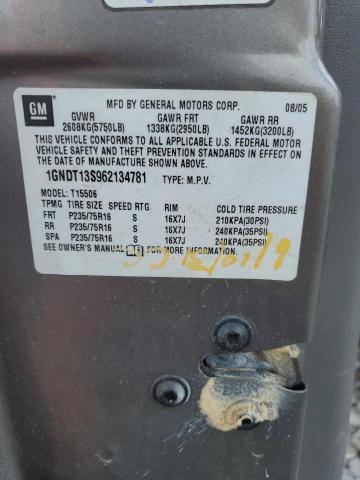 GM
MFD BY GENERAL MOTORS CORP. 08/05
GVWR GAWR FRT GAWR RR
2608KG(5750LB) 1338KG(2950LB) 1452KG(3200LB)
THIS VEHICLE CONFORMS TO ALL APPLICABLE U.S. FEDERAL MOTOR
VEHICLE SAFETY AND THEFT PREVENTION STANDARDS IN EFFECT ON
THE DATE OF MANUFACTURE SHOWN ABOVE.
1GNDT13S962134781 TYPE: M.P.V.
MODEL: T15506
TPMG TIRE SIZE SPEED RTG RIM COLD TIRE PRESSURE
FRT P235/75R16 S 16X7J 210KPA(30PSI)
RR P235/75R16 S 16X7J 240KPA(35PSI)
SPA P235/75R16 S 16X7J 240KPA(35PSI)
SEE OWNER'S MANUAL FOR MORE INFORMATION.